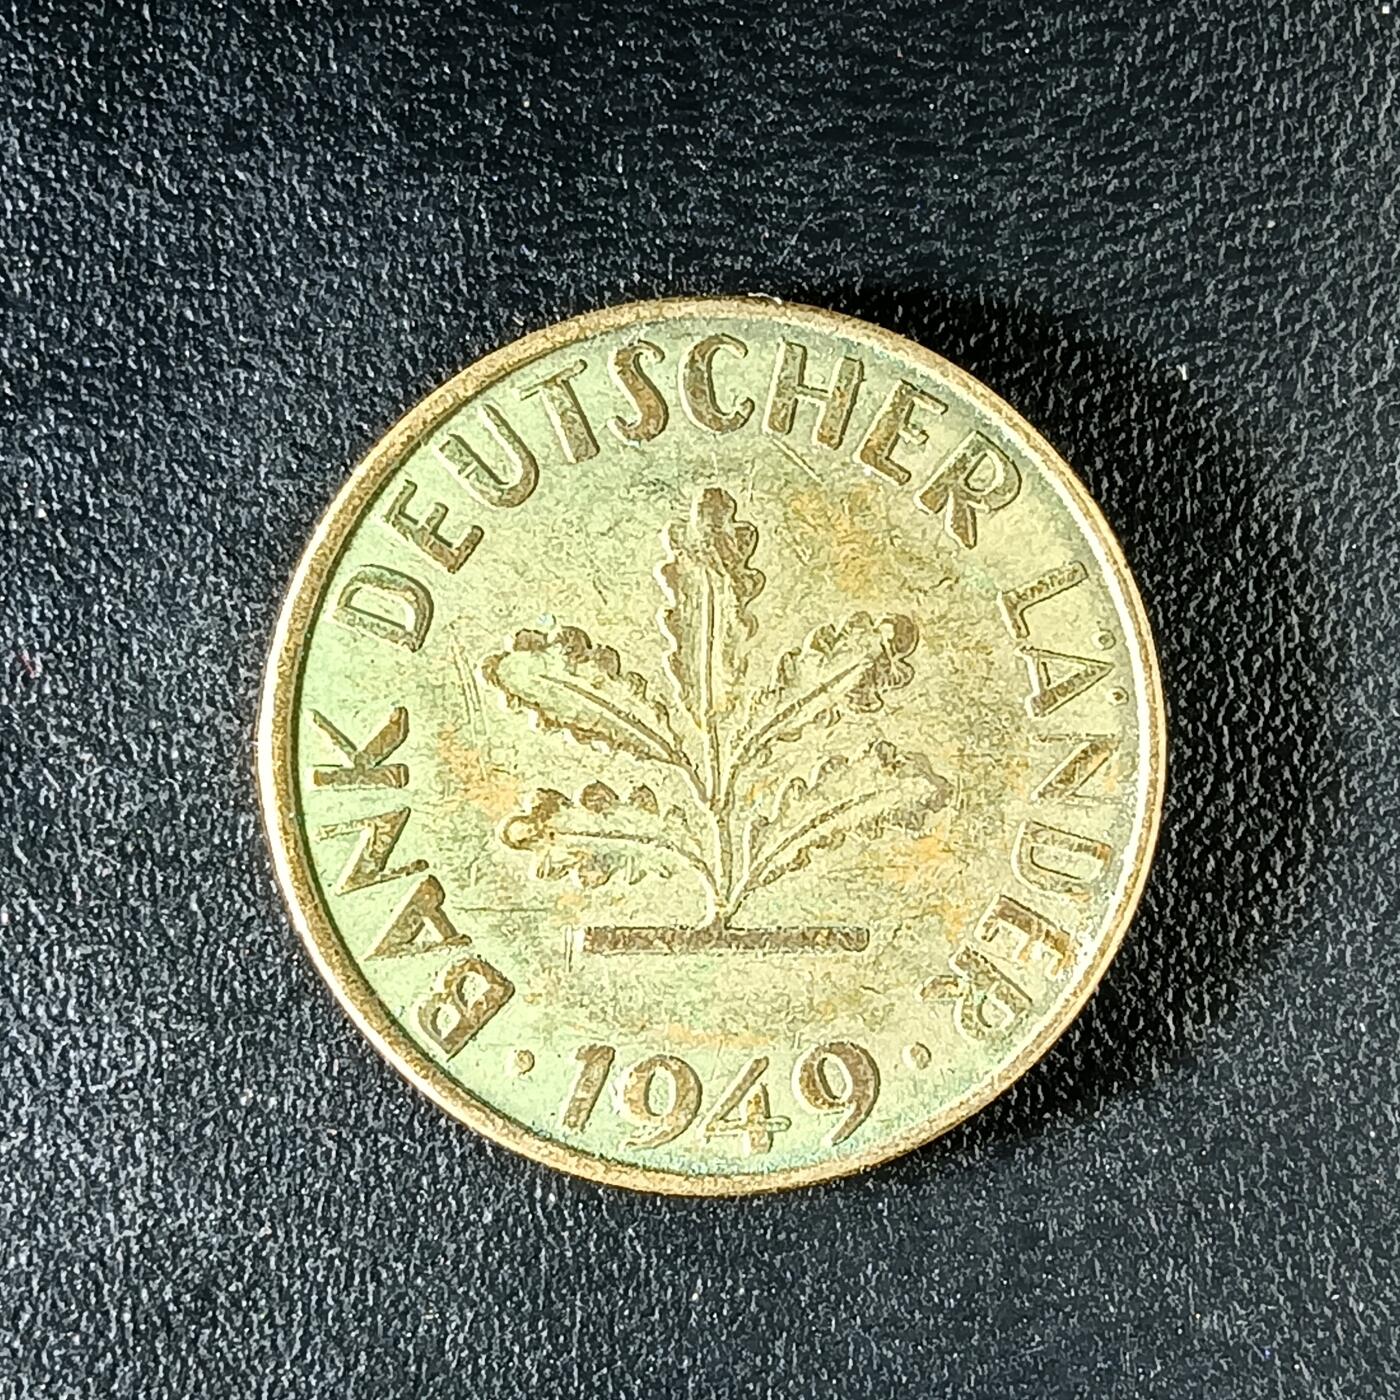 BANK DEUTSCHER LÄNDER
· 1949 ·